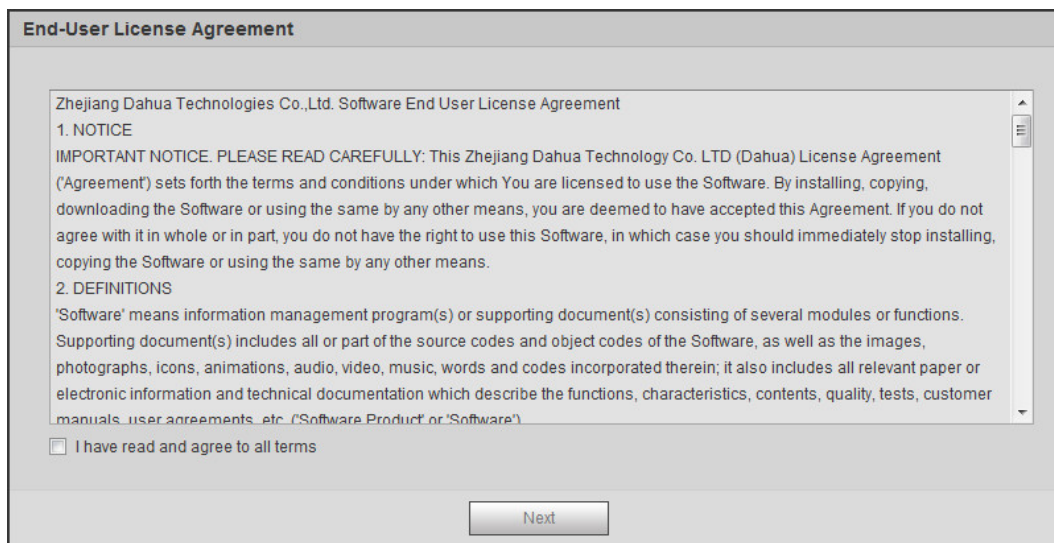 End-User License Agreement
Zhejiang Dahua Technologies Co.,Ltd. Software End User License Agreement
1. NOTICE
IMPORTANT NOTICE. PLEASE READ CAREFULLY: This Zhejiang Dahua Technology Co. LTD (Dahua) License Agreement
('Agreement') sets forth the terms and conditions under which You are licensed to use the Software. By installing, copying,
downloading the Software or using the same by any other means, you are deemed to have accepted this Agreement. If you do not
agree with it in whole or in part, you do not have the right to use this Software, in which case you should immediately stop installing,
copying the Software or using the same by any other means.
2. DEFINITIONS
'Software' means information management program(s) or supporting document(s) consisting of several modules or functions.
Supporting document(s) includes all or part of the source codes and object codes of the Software, as well as the images,
photographs, icons, animations, audio, video, music, words and codes incorporated therein; it also includes all relevant paper or
electronic information and technical documentation which describe the functions, characteristics, contents, quality, tests, customer
manuals, user agreements, etc. ('Software Product' or 'Software')
I have read and agree to all terms
Next